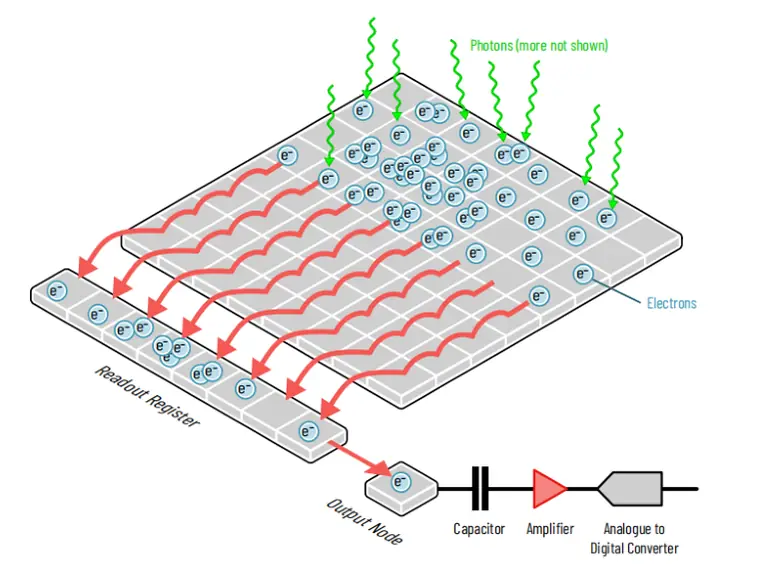 Photons (more not shown)
e⁻ e⁻ e⁻
e⁻
e⁻ e⁻
e⁻ e⁻ e⁻ e⁻
e⁻ e⁻ e⁻
e⁻ e⁻ e⁻
e⁻ e⁻ e⁻
e⁻ e⁻ e⁻
e⁻ e⁻
e⁻ e⁻
e⁻
e⁻
Electrons
e⁻
e⁻
e⁻ e⁻
e⁻
e⁻ e⁻
e⁻
e⁻
Readout Register
e⁻
Output Node
Capacitor
Amplifier
Analogue to
Digital Converter